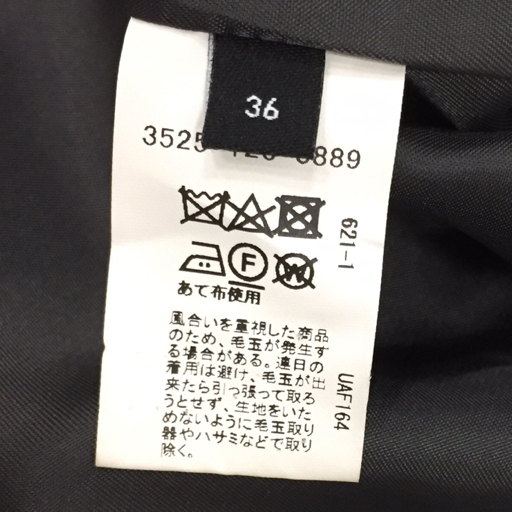 36
3525 120 8889
621-1
F
W
あて布使用
風合いを重視した商品
のため、毛玉が発生す
る場合がある。連日の
着用は避け、毛玉が出
来たら引っ張って取ろ
うとせず、生地をいた
めないように毛玉取り
器やハサミなどで取り
除く。
UAF164